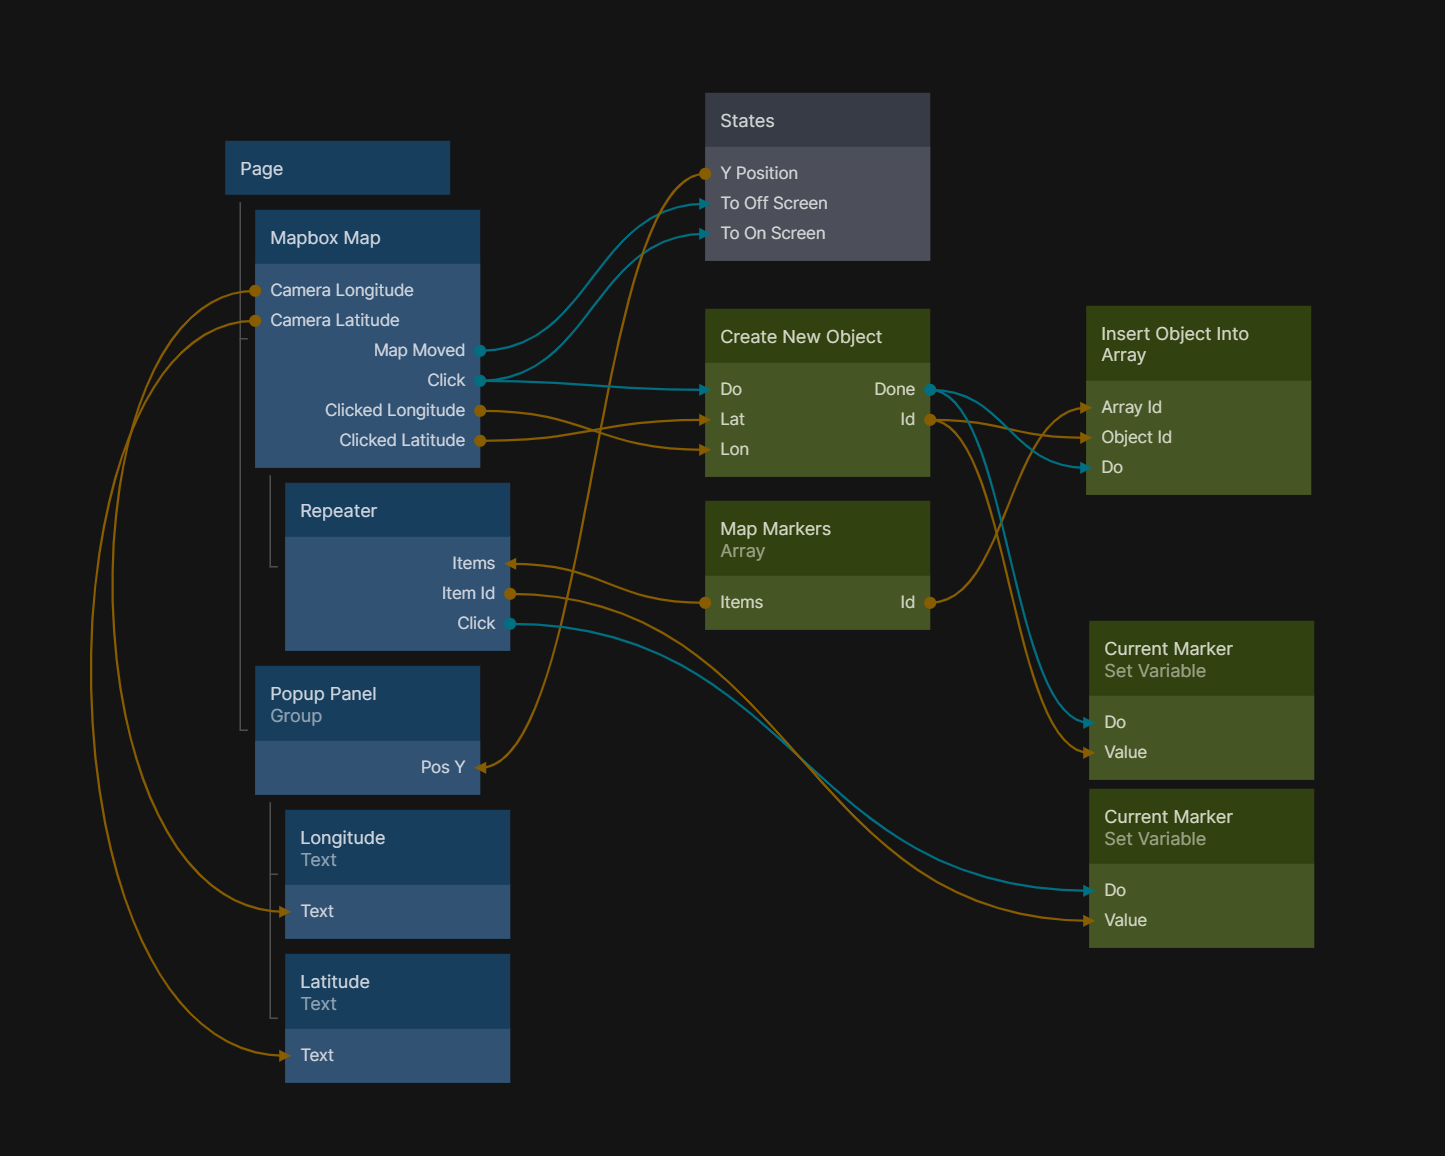 Page
Mapbox Map
Camera Longitude
Camera Latitude
Map Moved
Click
Clicked Longitude
Clicked Latitude
Repeater
Items
Item Id
Click
Popup Panel
Group
Pos Y
Longitude
Text
Text
Latitude
Text
Text
States
Y Position
To Off Screen
To On Screen
Create New Object
Do Done
Lat Id
Lon
Map Markers
Array
Items Id
Insert Object Into
Array
Array Id
Object Id
Do
Current Marker
Set Variable
Do
Value
Current Marker
Set Variable
Do
Value